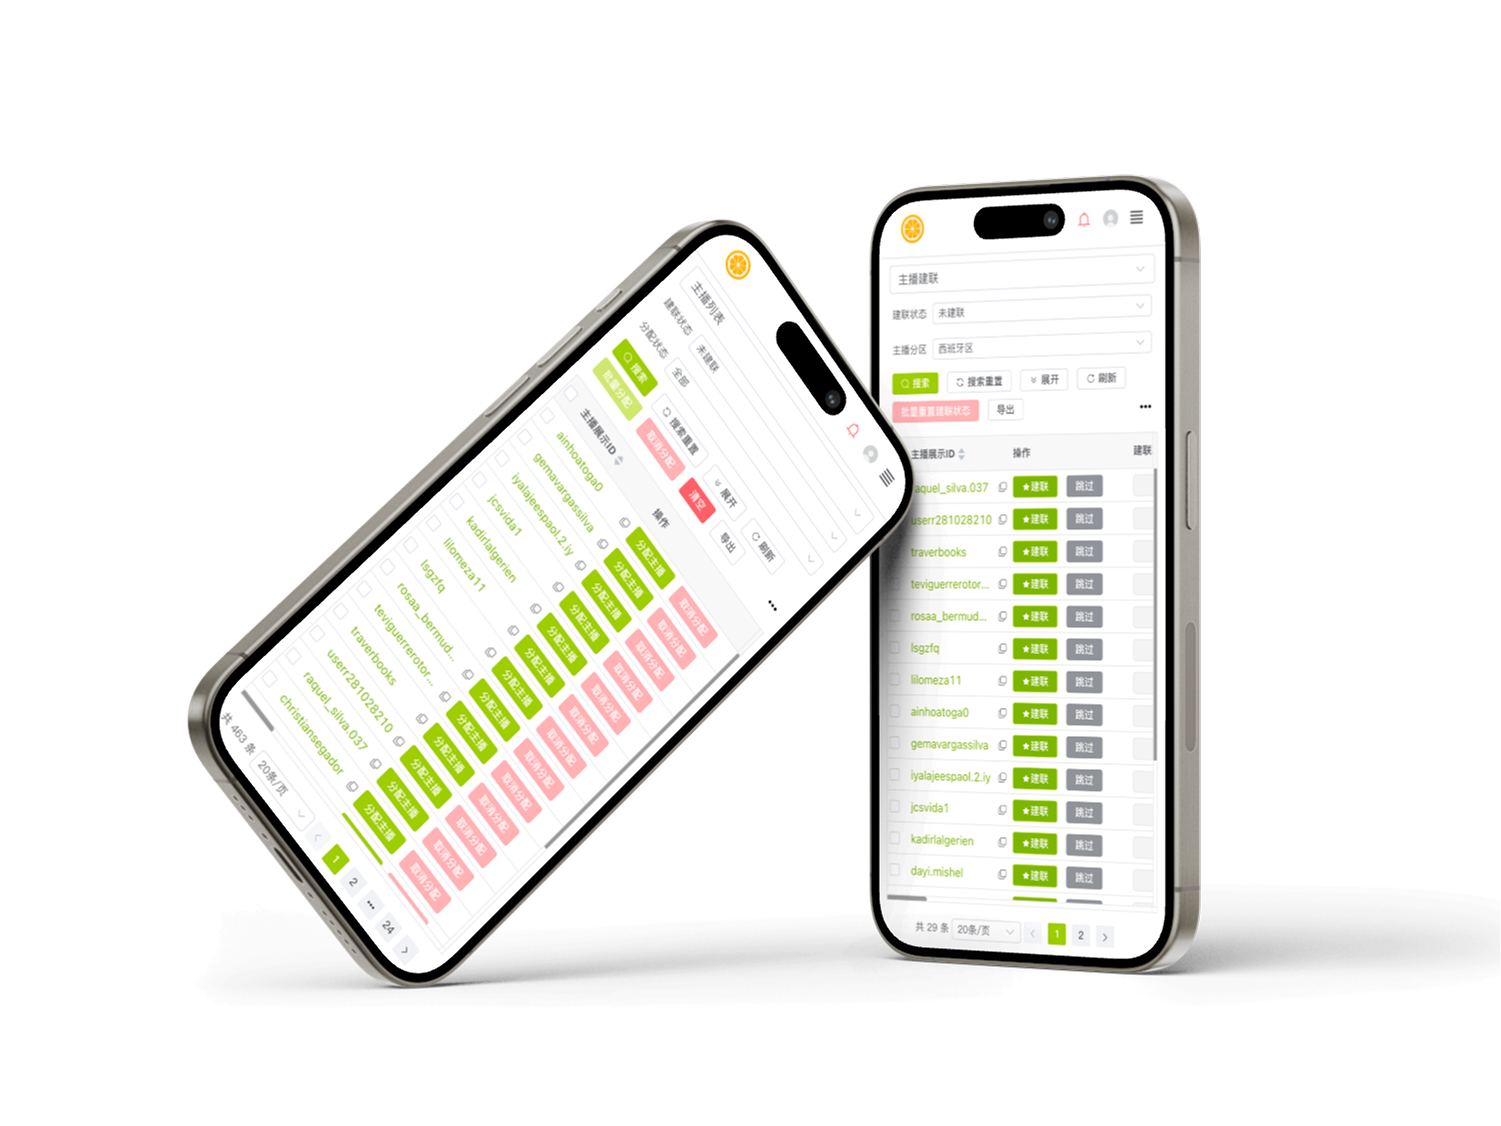 主播列表
建联状态 未建联
分配状态 全部
搜索 搜索重置 展开 刷新
批量分配 取消分配 清空 导出
•••
主播展示ID 操作
ainhoatoga0 分配主播 取消分配
gemavargassilva 分配主播 取消分配
iyalajeespaol.2.iy 分配主播 取消分配
jcsvida1 分配主播 取消分配
kadirlalgerien 分配主播 取消分配
lilomeza11 分配主播 取消分配
lsgzfq 分配主播 取消分配
rosaa_bermud... 分配主播 取消分配
teviguerrerotor... 分配主播 取消分配
traverbooks 分配主播 取消分配
userr281028210 分配主播 取消分配
raquel_silva.037 分配主播 取消分配
christiansegador 分配主播 取消分配
共 463 条 20条/页 1 2 ••• 24
主播建联
建联状态 未建联
主播分区 西班牙区
搜索 搜索重置 展开 刷新
批量重置建联状态 导出 •••
主播展示ID 操作 建联
aquel_silva.037 ★建联 跳过
userr281028210 ★建联 跳过
traverbooks ★建联 跳过
teviguerrerotor... ★建联 跳过
rosaa_bermud... ★建联 跳过
lsgzfq ★建联 跳过
lilomeza11 ★建联 跳过
ainhoatoga0 ★建联 跳过
gemavargassilva ★建联 跳过
iyalajeespaol.2.iy ★建联 跳过
jcsvida1 ★建联 跳过
kadirlalgerien ★建联 跳过
dayi.mishel ★建联 跳过
共 29 条 20条/页 1 2